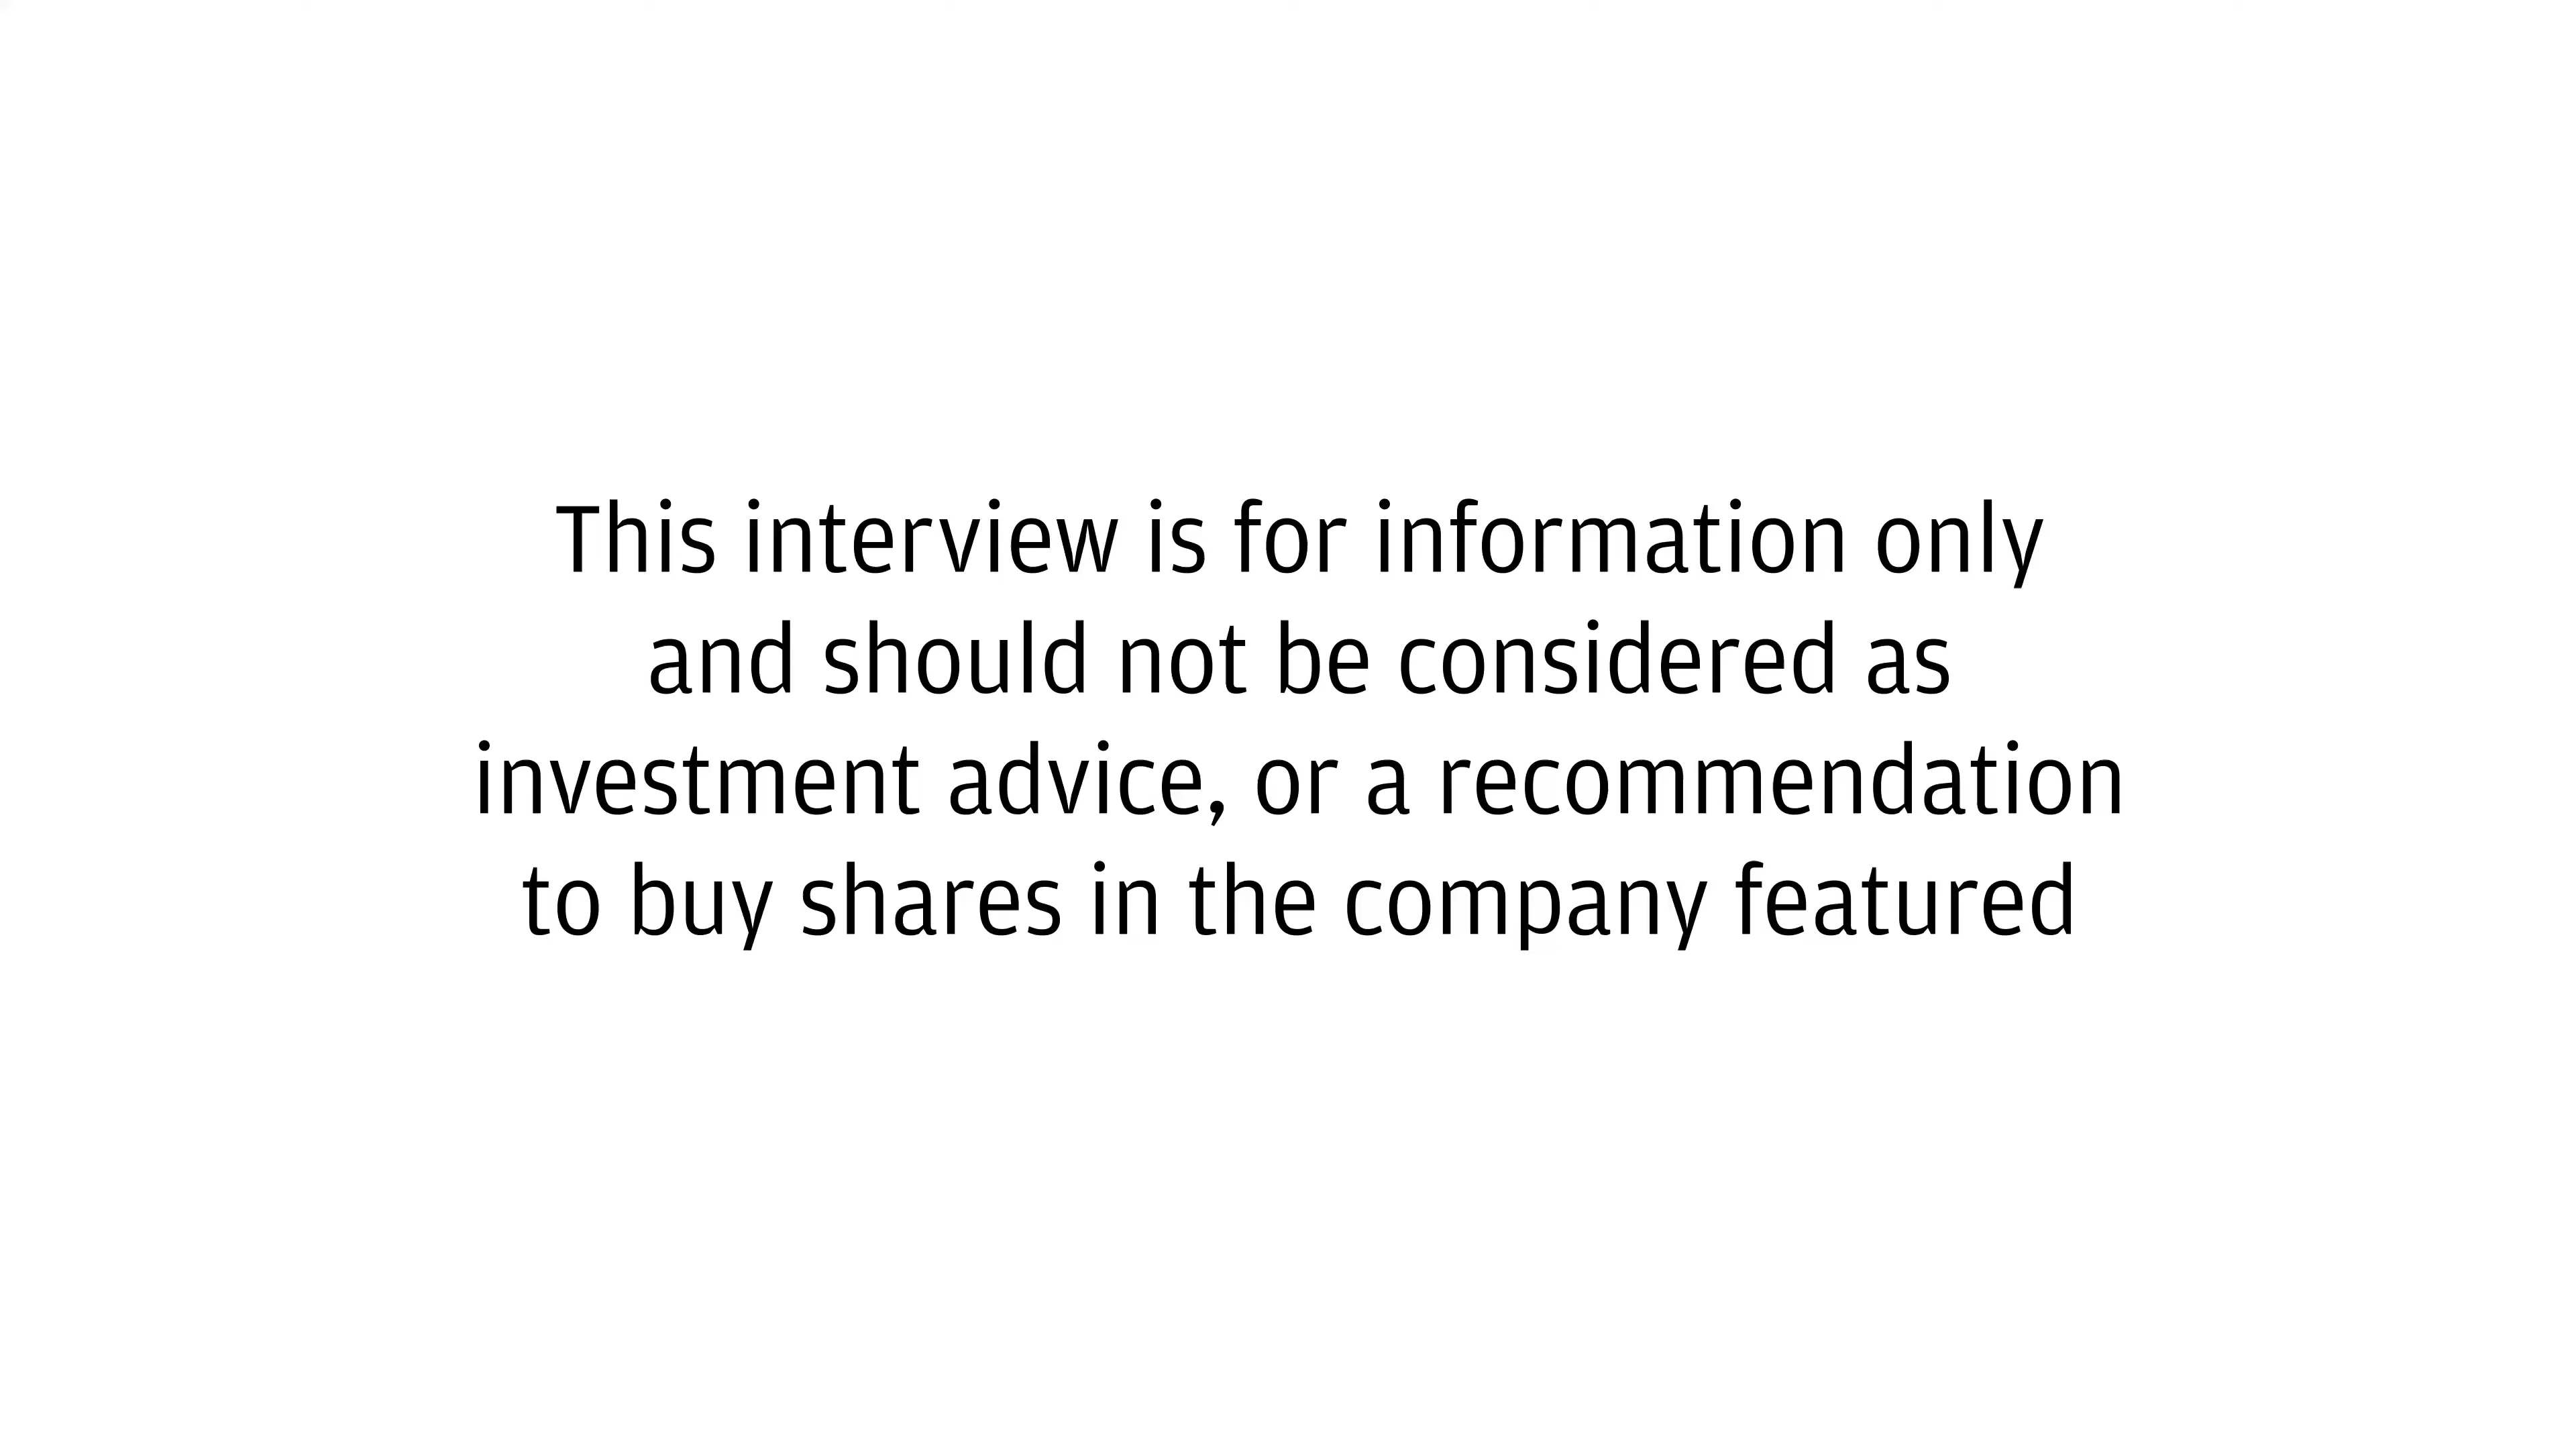 This interview is for information only
and should not be considered as
investment advice, or a recommendation
to buy shares in the company featured